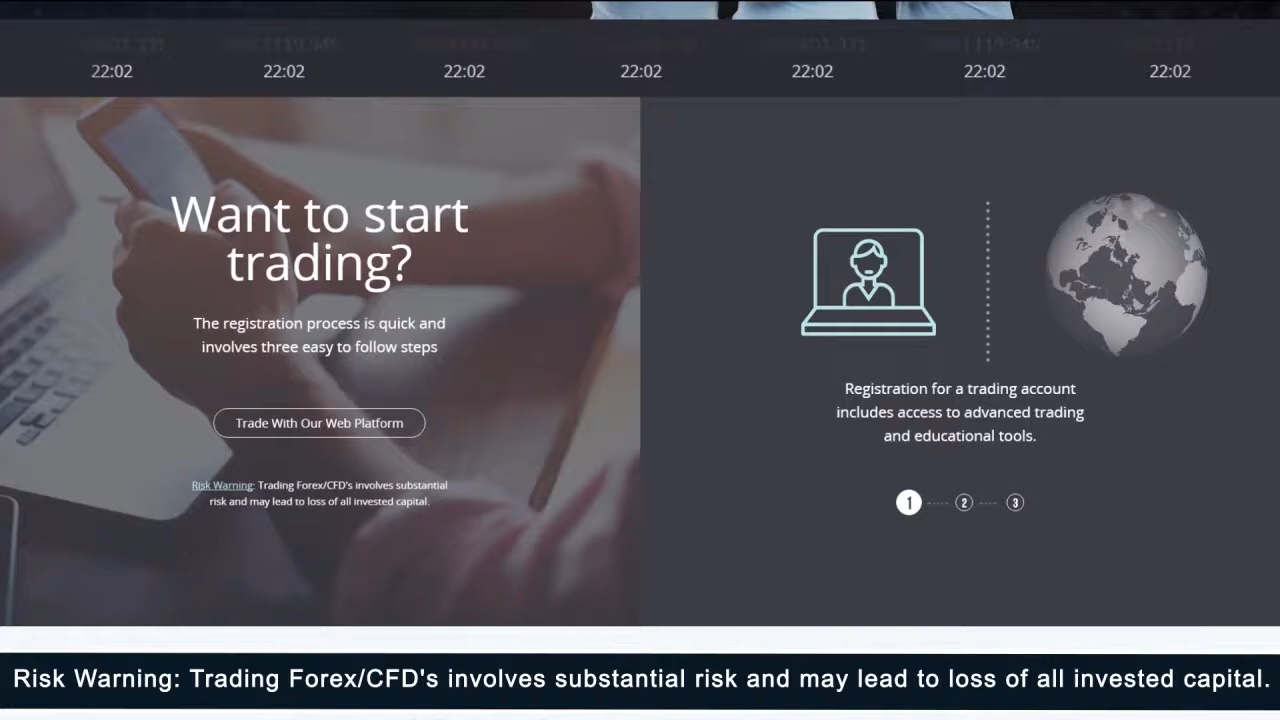 22:02 22:02 22:02 22:02 22:02 22:02 22:02
Want to start
trading?
The registration process is quick and
involves three easy to follow steps
Trade With Our Web Platform
Risk Warning: Trading Forex/CFD's involves substantial
risk and may lead to loss of all invested capital.
Registration for a trading account
includes access to advanced trading
and educational tools.
1 2 3
Risk Warning: Trading Forex/CFD's involves substantial risk and may lead to loss of all invested capital.